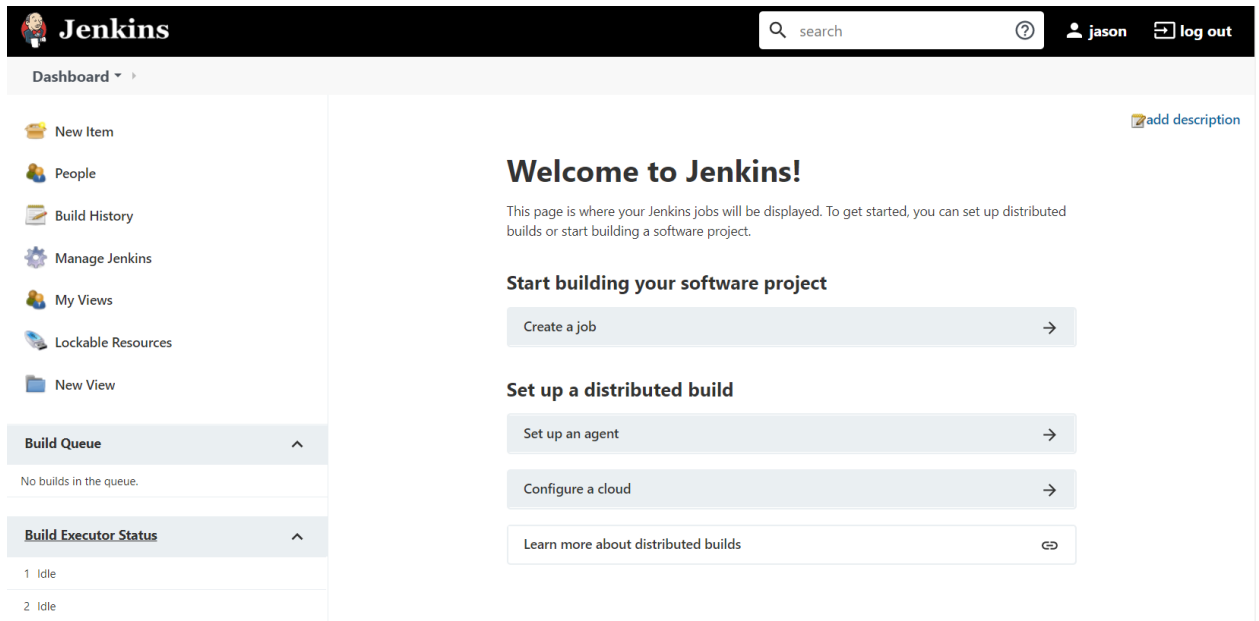 Jenkins
search
jason
log out
Dashboard
New Item
People
Build History
Manage Jenkins
My Views
Lockable Resources
New View
Build Queue
No builds in the queue.
Build Executor Status
1 Idle
2 Idle
add description
Welcome to Jenkins!
This page is where your Jenkins jobs will be displayed. To get started, you can set up distributed
builds or start building a software project.
Start building your software project
Create a job
Set up a distributed build
Set up an agent
Configure a cloud
Learn more about distributed builds